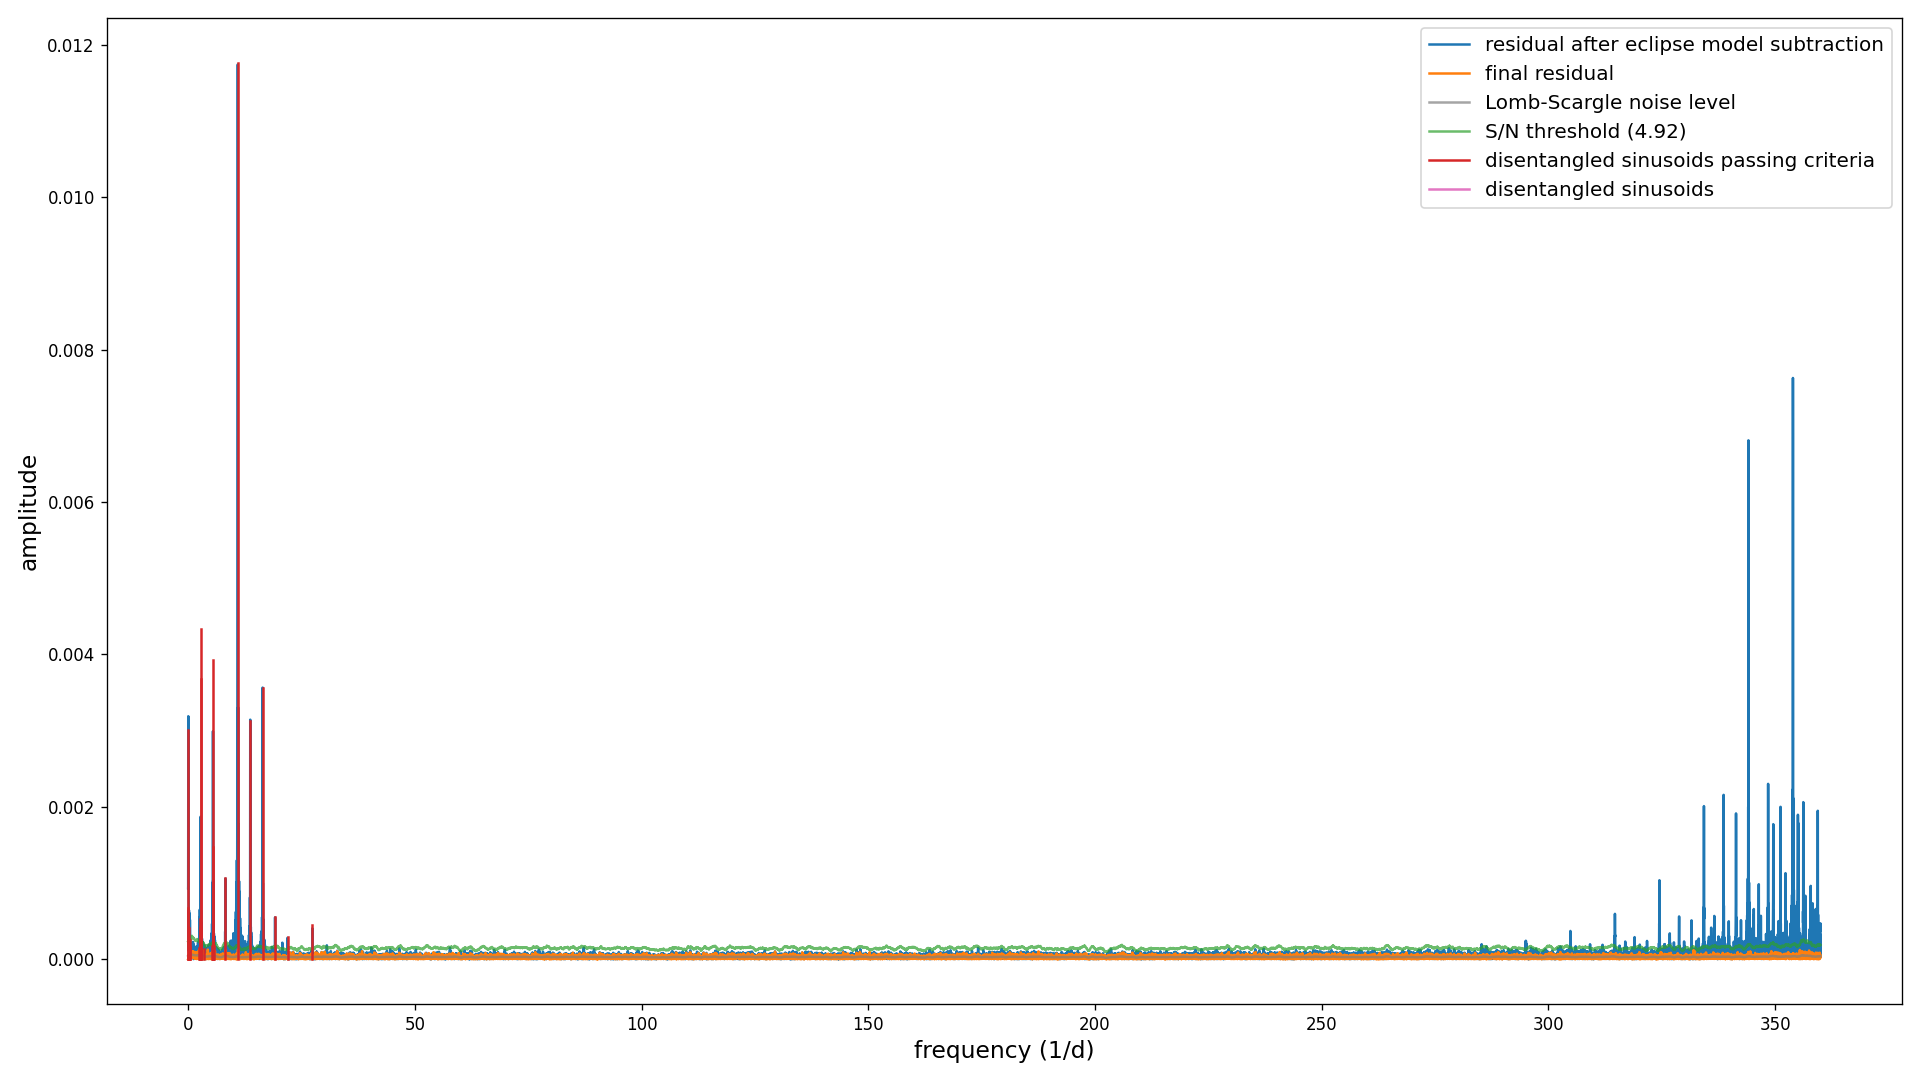 residual after eclipse model subtraction
final residual
Lomb-Scargle noise level
S/N threshold (4.92)
disentangled sinusoids passing criteria
disentangled sinusoids
0.012
0.010
0.008
0.006
0.004
0.002
0.000
amplitude
0 50 100 150 200 250 300 350
frequency (1/d)